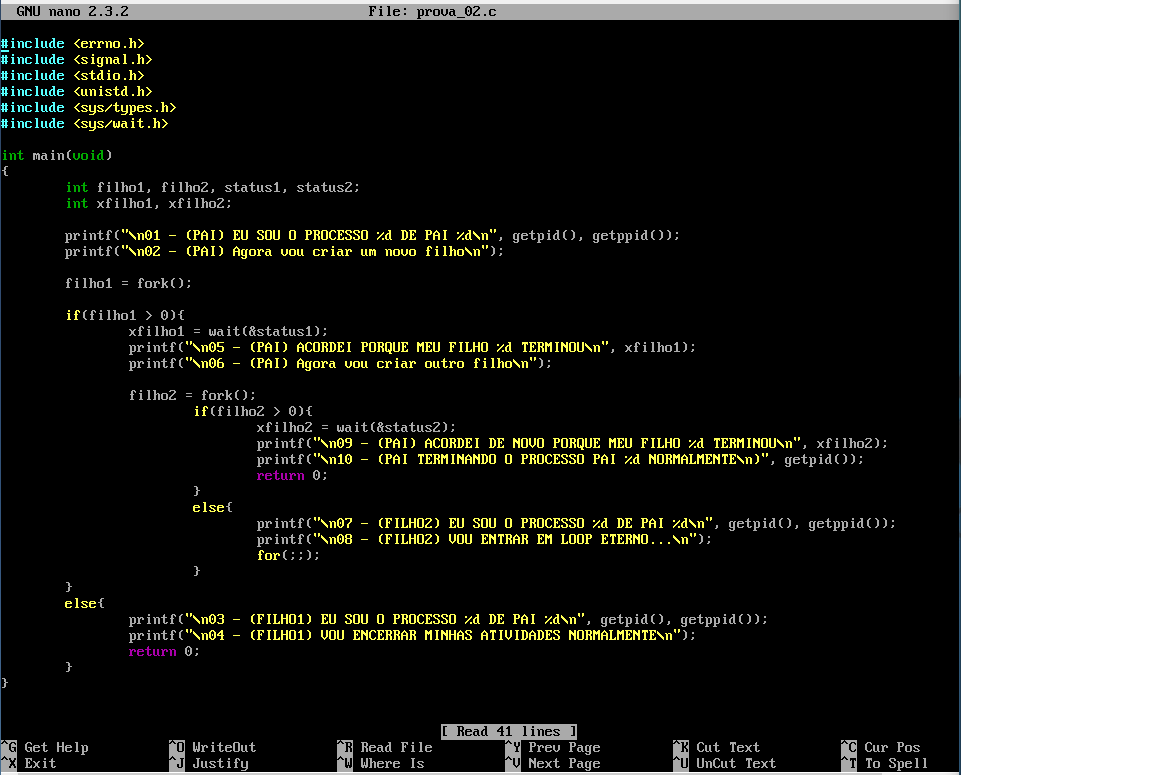 GNU nano 2.3.2 File: prova_02.c
#include <errno.h>
#include <signal.h>
#include <stdio.h>
#include <unistd.h>
#include <sys/types.h>
#include <sys/wait.h>
int main(void)
{
int filho1, filho2, status1, status2;
int xfilho1, xfilho2;
printf("\n01 - (PAI) EU SOU O PROCESSO %d DE PAI %d\n", getpid(), getppid());
printf("\n02 - (PAI) Agora vou criar um novo filho\n");
filho1 = fork();
if(filho1 > 0){
xfilho1 = wait(&status1);
printf("\n05 - (PAI) ACORDEI PORQUE MEU FILHO %d TERMINOU\n", xfilho1);
printf("\n06 - (PAI) Agora vou criar outro filho\n");
filho2 = fork();
if(filho2 > 0){
xfilho2 = wait(&status2);
printf("\n09 - (PAI) ACORDEI DE NOVO PORQUE MEU FILHO %d TERMINOU\n", xfilho2);
printf("\n10 - (PAI TERMINANDO O PROCESSO PAI %d NORMALMENTE\n)", getpid());
return 0;
}
else{
printf("\n07 - (FILHO2) EU SOU O PROCESSO %d DE PAI %d\n", getpid(), getppid());
printf("\n08 - (FILHO2) VOU ENTRAR EM LOOP ETERNO...\n");
for(;;);
}
}
else{
printf("\n03 - (FILHO1) EU SOU O PROCESSO %d DE PAI %d\n", getpid(), getppid());
printf("\n04 - (FILHO1) VOU ENCERRAR MINHAS ATIVIDADES NORMALMENTE\n");
return 0;
}
}
[ Read 41 lines ]
^G Get Help ^O WriteOut ^R Read File ^Y Prev Page ^K Cut Text ^C Cur Pos
^X Exit ^J Justify ^W Where Is ^V Next Page ^U UnCut Text ^T To Spell